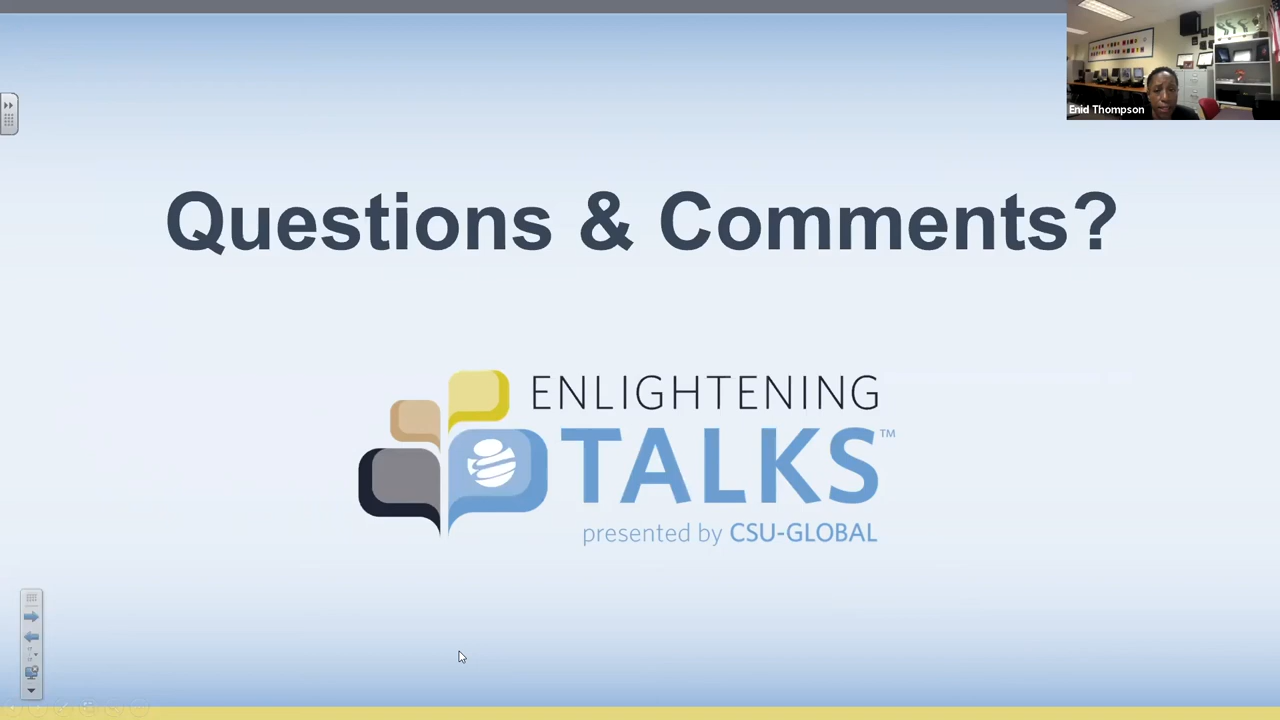 Enid Thompson
Questions & Comments?
ENLIGHTENING
TALKS™
presented by CSU-GLOBAL